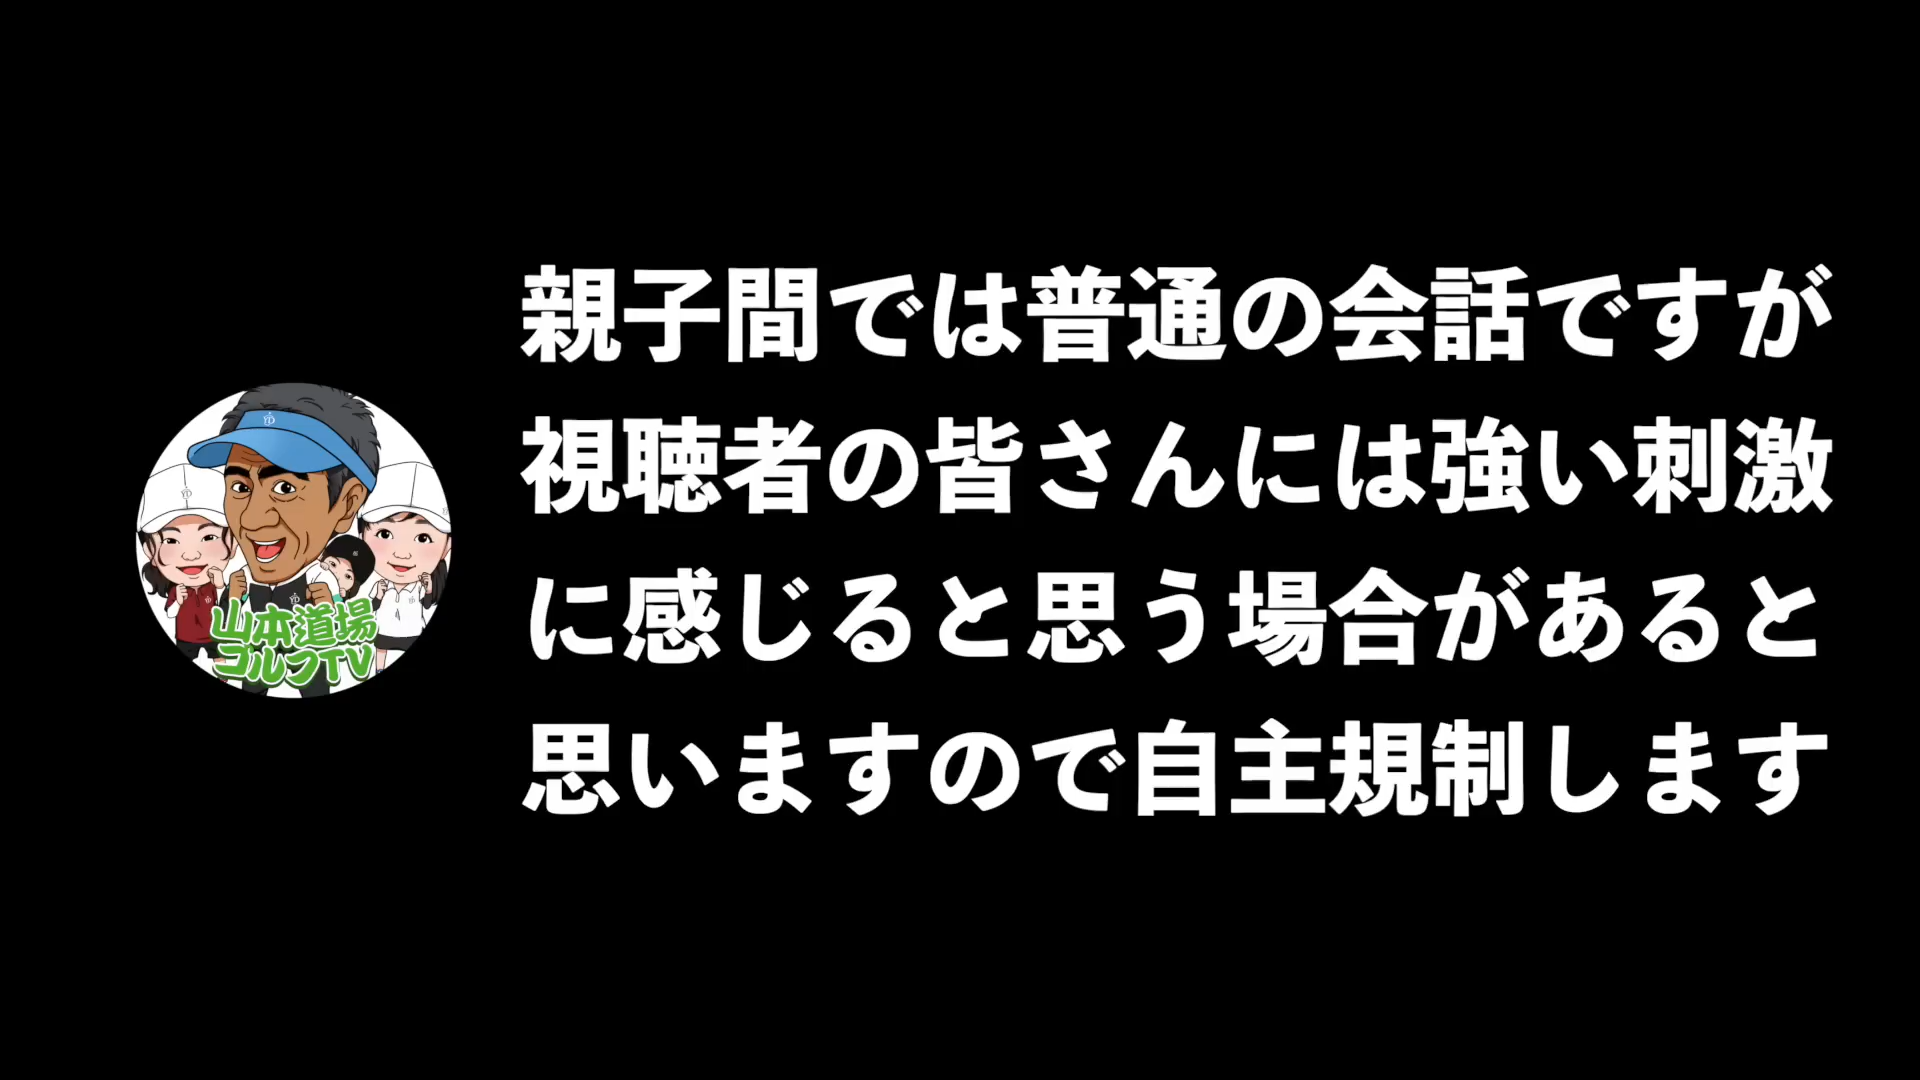 親子間では普通の会話ですが
視聴者の皆さんには強い刺激
に感じると思う場合があると
思いますので自主規制します
山本道場
ゴルフTV